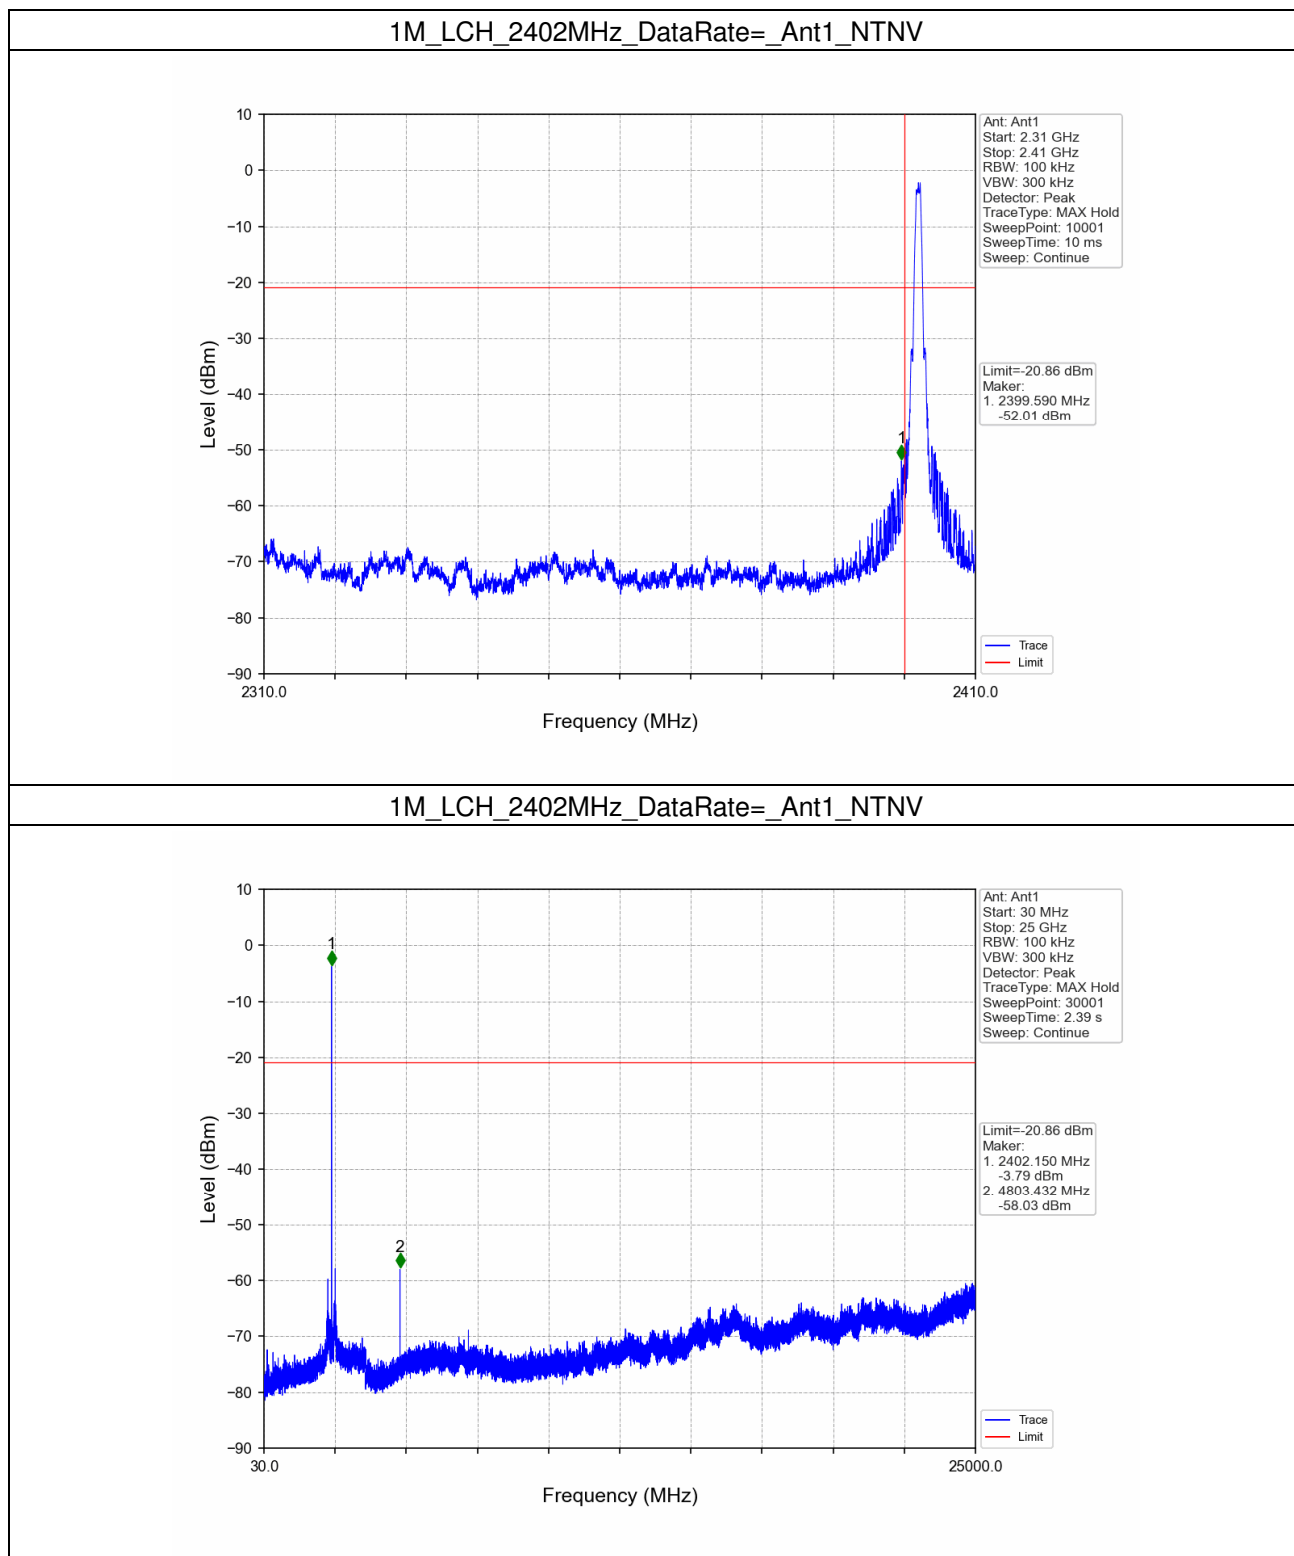 1M_LCH_2402MHz_DataRate=_Ant1_NTNV
10
0
−10
−20
−30
−40
−50
−60
−70
−80
−90
Level (dBm)
1
2310.0
2410.0
Frequency (MHz)
Ant: Ant1
Start: 2.31 GHz
Stop: 2.41 GHz
RBW: 100 kHz
VBW: 300 kHz
Detector: Peak
TraceType: MAX Hold
SweepPoint: 10001
SweepTime: 10 ms
Sweep: Continue
Limit=-20.86 dBm
Maker:
1. 2399.590 MHz
-52.01 dBm
Trace
Limit
1M_LCH_2402MHz_DataRate=_Ant1_NTNV
10
0
−10
−20
−30
−40
−50
−60
−70
−80
−90
Level (dBm)
1
2
30.0
25000.0
Frequency (MHz)
Ant: Ant1
Start: 30 MHz
Stop: 25 GHz
RBW: 100 kHz
VBW: 300 kHz
Detector: Peak
TraceType: MAX Hold
SweepPoint: 30001
SweepTime: 2.39 s
Sweep: Continue
Limit=-20.86 dBm
Maker:
1. 2402.150 MHz
-3.79 dBm
2. 4803.432 MHz
-58.03 dBm
Trace
Limit